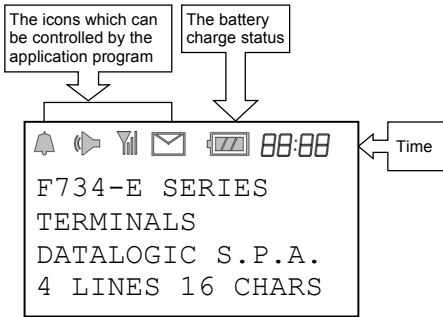 The icons which can
be controlled by the
application program
The battery
charge status
88:88
Time
F734-E SERIES
TERMINALS
DATALOGIC S.P.A.
4 LINES 16 CHARS